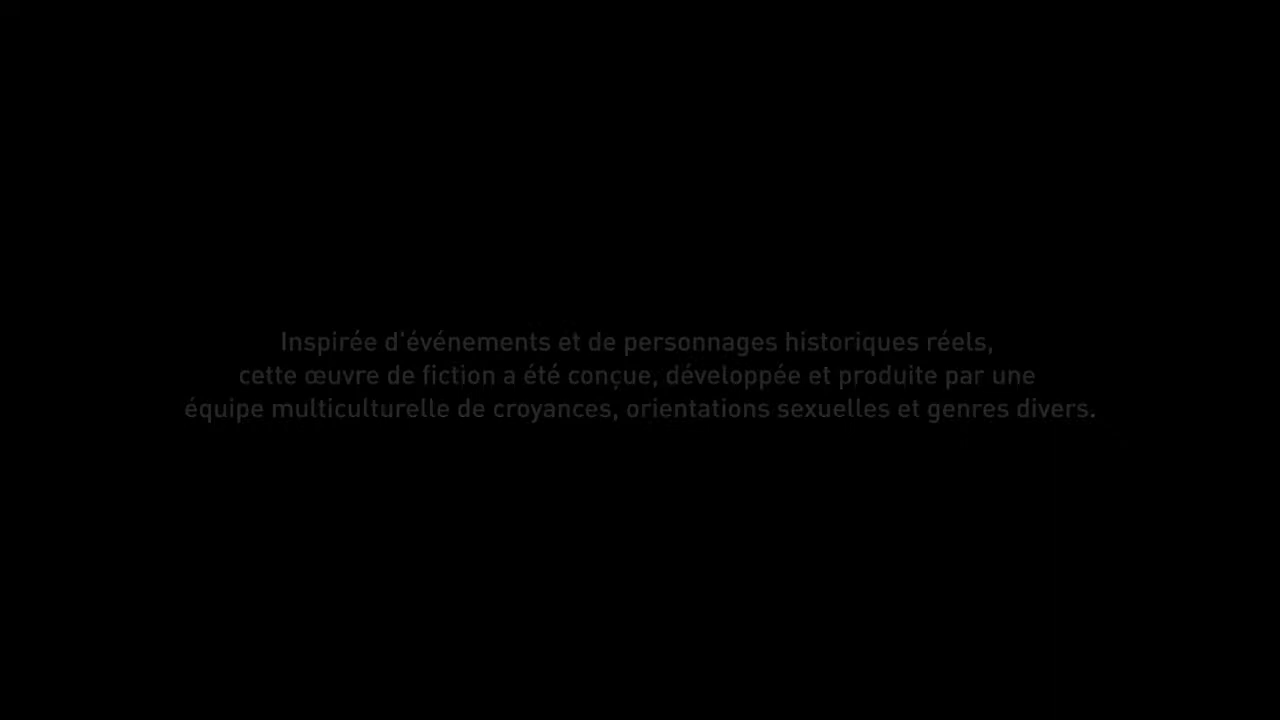 Inspirée d'événements et de personnages historiques réels,
cette œuvre de fiction a été conçue, développée et produite par une
équipe multiculturelle de croyances, orientations sexuelles et genres divers.